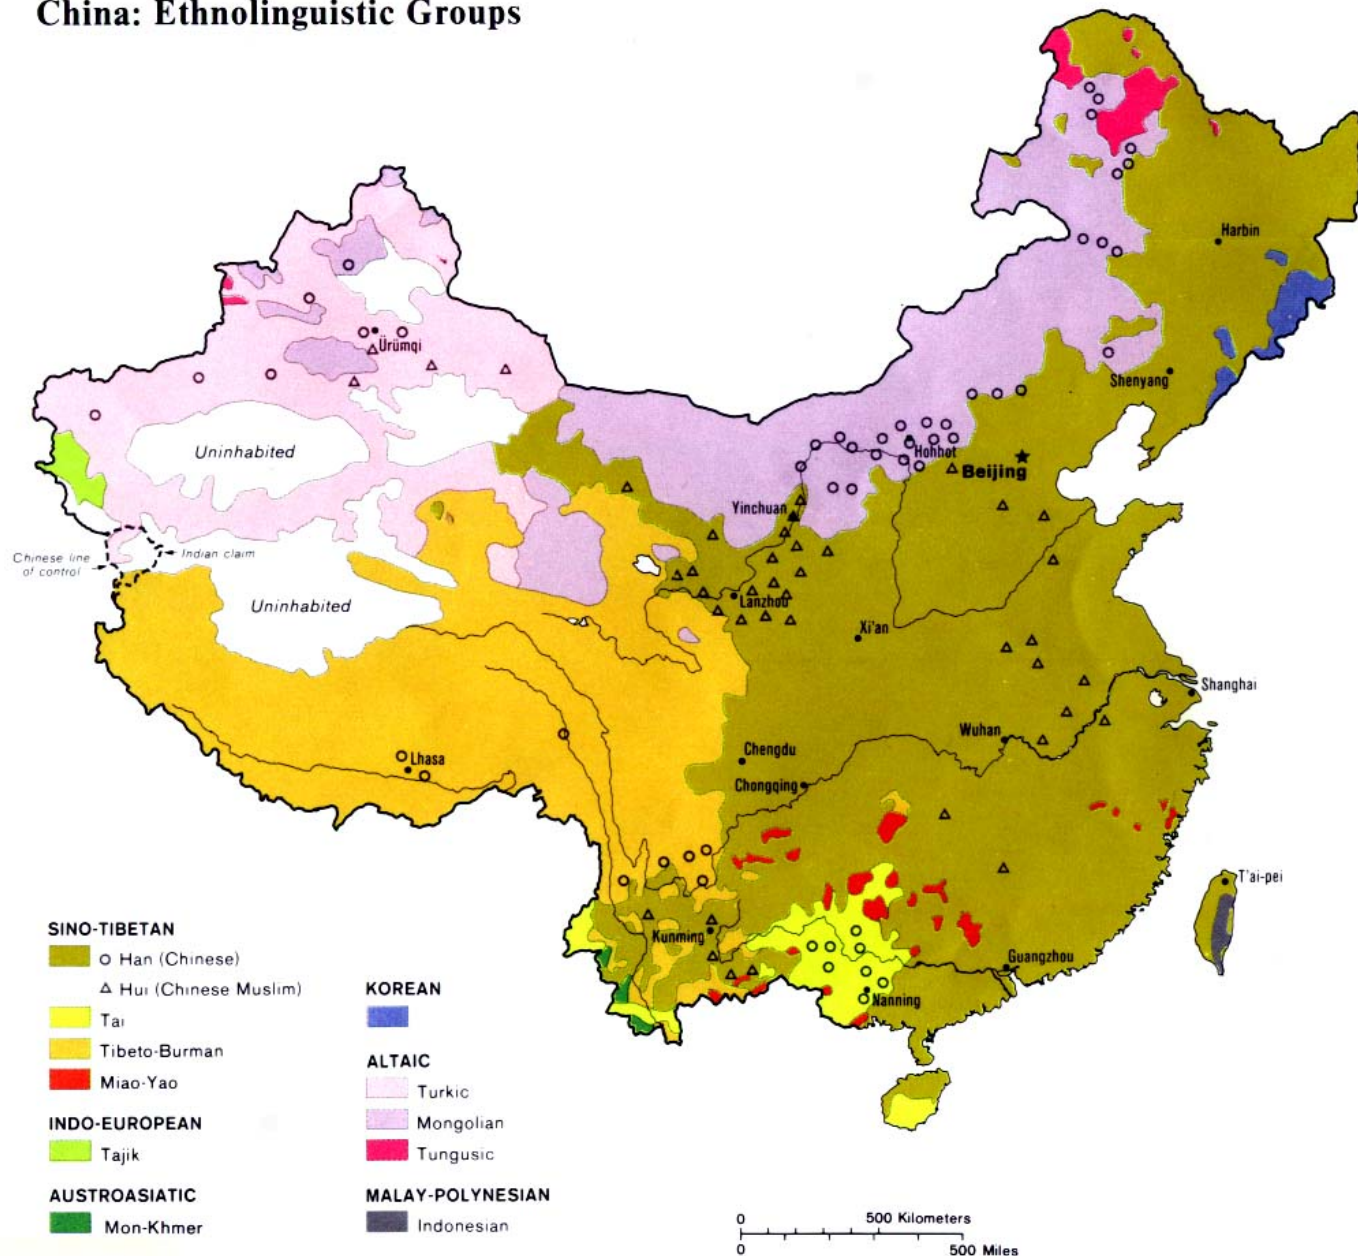 China: Ethnolinguistic Groups
Harbin
Ürümqi
Shenyang
Uninhabited
Hohhot
Beijing
Yinchuan
Chinese line
of control
Indian claim
Uninhabited
Lanzhou
Xi'an
Shanghai
Wuhan
Chengdu
Lhasa
Chongqing
T'ai-pei
Kunming
Guangzhou
Nanning
SINO-TIBETAN
Han (Chinese)
Hui (Chinese Muslim)
Tai
Tibeto-Burman
Miao-Yao
INDO-EUROPEAN
Tajik
AUSTROASIATIC
Mon-Khmer
KOREAN
ALTAIC
Turkic
Mongolian
Tungusic
MALAY-POLYNESIAN
Indonesian
0 500 Kilometers
0 500 Miles